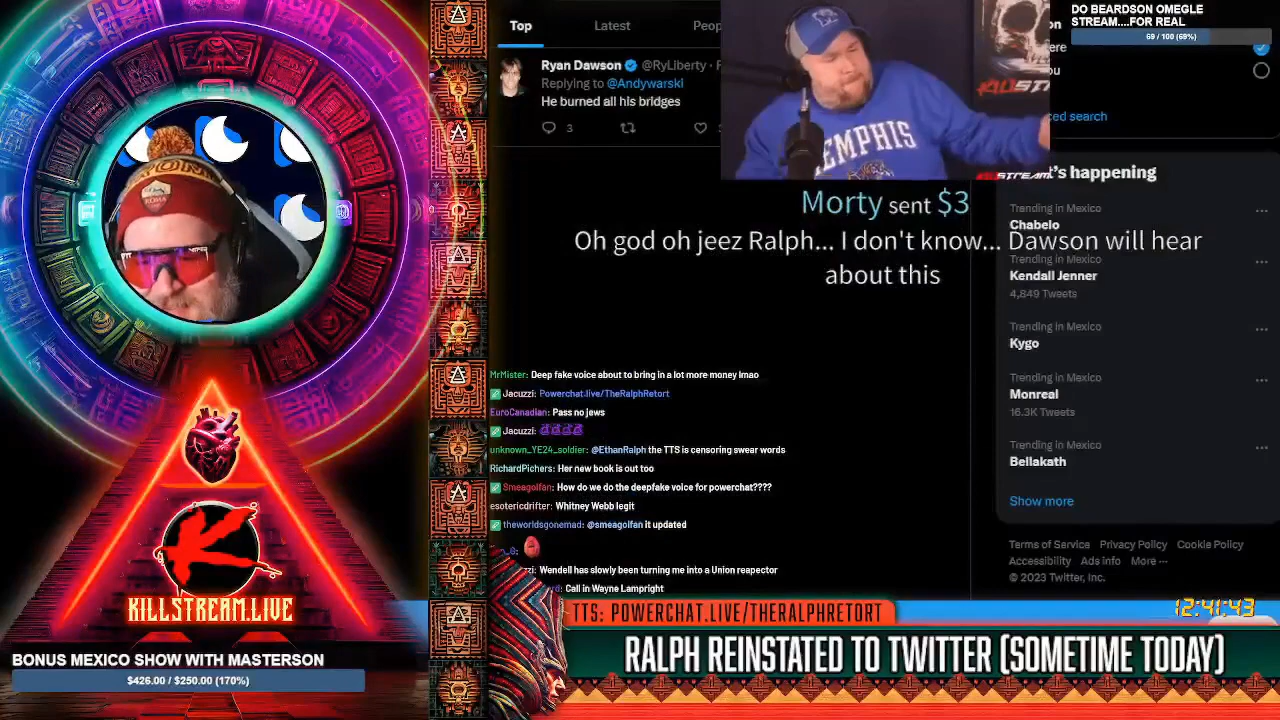 DO BEARDSON OMEGLE
STREAM....FOR REAL
69 / 100 (69%)
Top
Latest
Ryan Dawson
@RyLiberty
Replying to @Andywarski
He burned all his bridges
3
MEMPHIS
ROMA
ced search
's happening
Morty sent $3
Oh god oh jeez Ralph... I don't know... Dawson will hear
about this
Trending in Mexico
Chabelo
Trending in Mexico
Kendall Jenner
4,849 Tweets
Trending in Mexico
Kygo
Trending in Mexico
Monreal
16.3K Tweets
Trending in Mexico
Bellakath
Show more
Terms of Service Privacy Policy Cookie Policy
Accessibility Ads info More ···
© 2023 Twitter, Inc.
MrMister: Deep fake voice about to bring in a lot more money lmao
Jacuzzi: Powerchat.live/TheRalphRetort
EuroCanadian: Pass no jews
Jacuzzi:
unknown_YE24_soldier: @EthanRalph the TTS is censoring swear words
RichardPichers: Her new book is out too
Smeagolfan: How do we do the deepfake voice for powerchat????
esotericdrifter: Whitney Webb legit
theworldsgonemad: @smeagolfan it updated
Wendell has slowly been turning me into a Union reapector
Call in Wayne Lampright
TTS: POWERCHAT.LIVE/THERALPHRETORT
12:41:43
RALPH REINSTATED TO TWITTER (SOMETIME TODAY)
KILLSTREAM.LIVE
BONUS MEXICO SHOW WITH MASTERSON
$426.00 / $250.00 (170%)